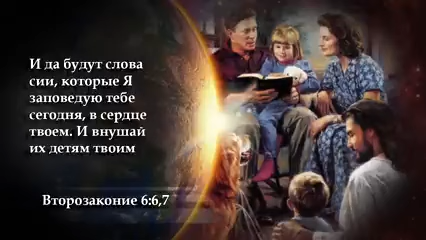 И да будут слова
сии, которые Я
заповедую тебе
сегодня, в сердце
твоем. И внушай
их детям твоим
Второзаконие 6:6,7